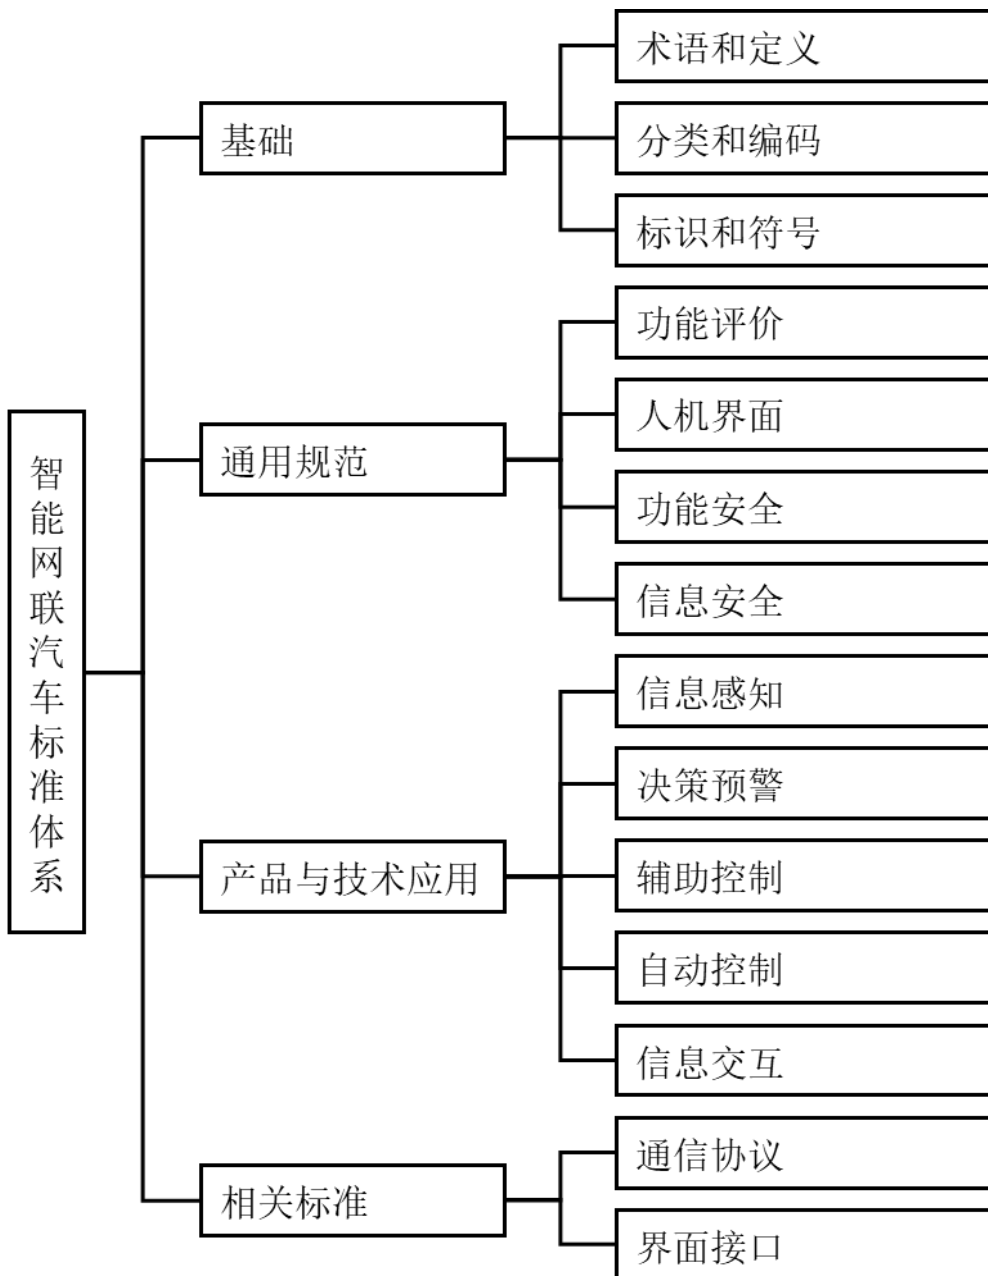 智能网联汽车标准体系
基础
术语和定义
分类和编码
标识和符号
通用规范
功能评价
人机界面
功能安全
信息安全
产品与技术应用
信息感知
决策预警
辅助控制
自动控制
信息交互
相关标准
通信协议
界面接口